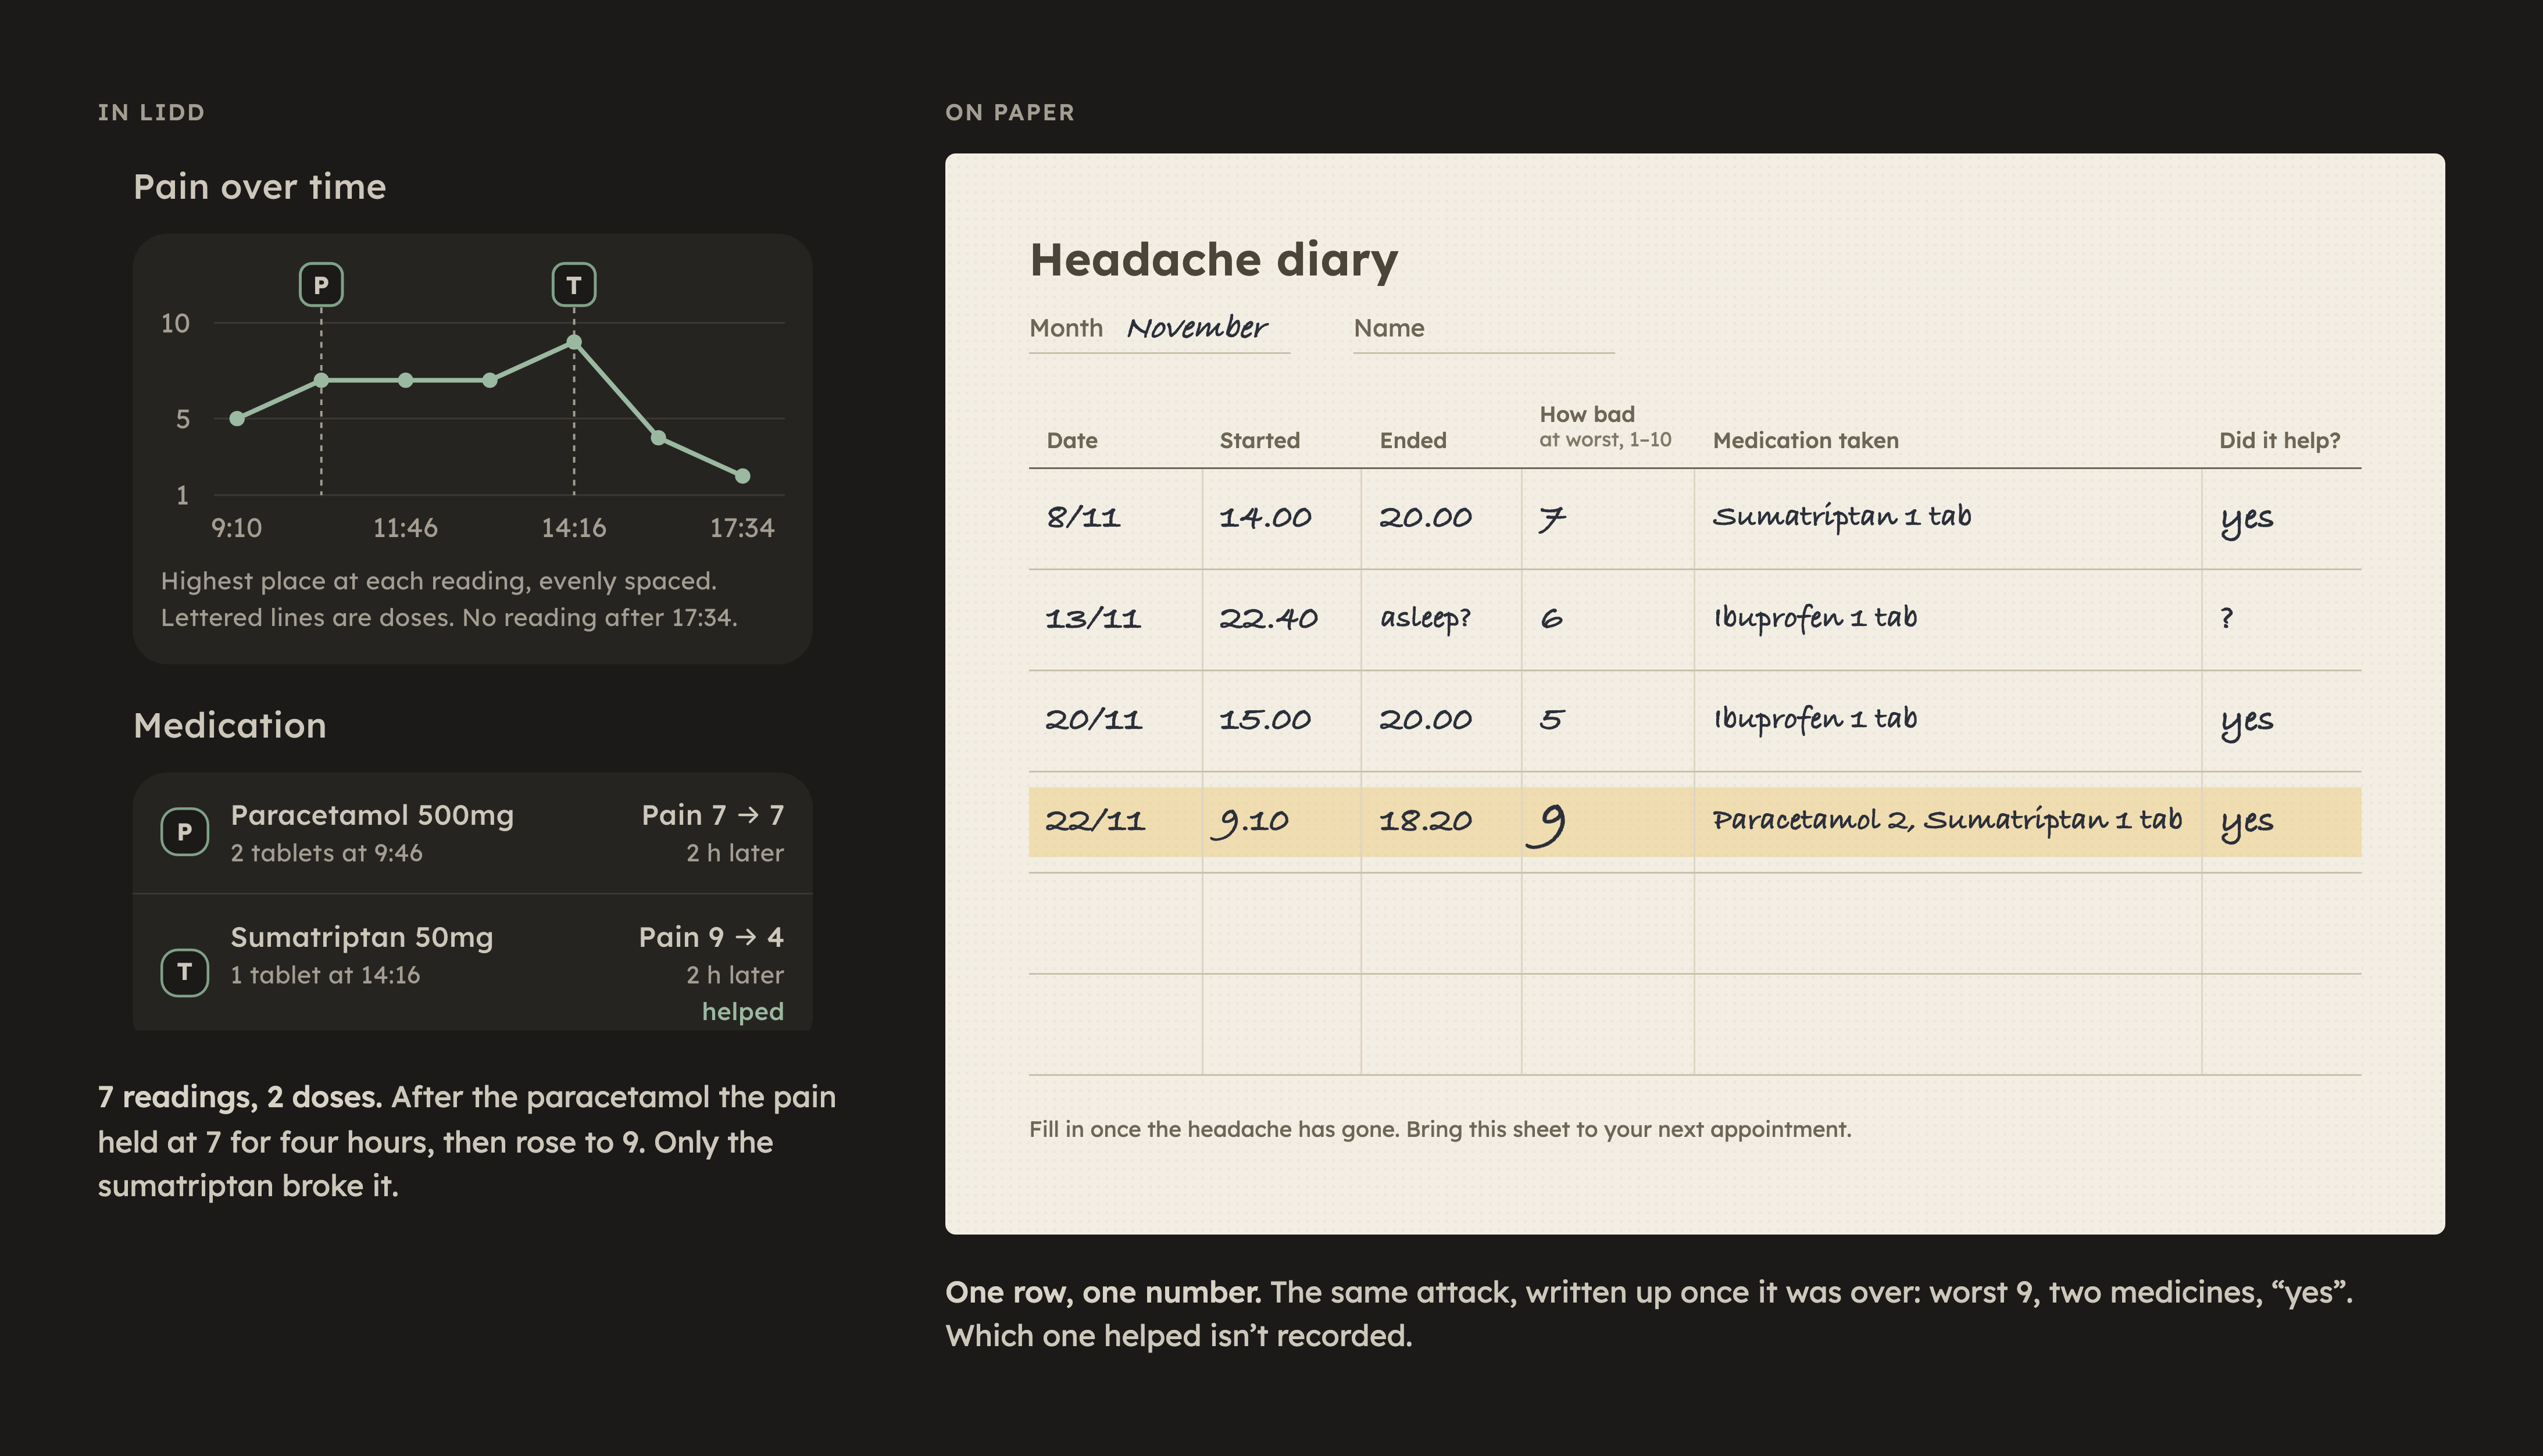 IN LIDD
Pain over time
P
T
10
5
1
9:10 11:46 14:16 17:34
Highest place at each reading, evenly spaced.
Lettered lines are doses. No reading after 17:34.
Medication
P
Paracetamol 500mg
2 tablets at 9:46
Pain 7 → 7
2 h later
T
Sumatriptan 50mg
1 tablet at 14:16
Pain 9 → 4
2 h later
helped
7 readings, 2 doses. After the paracetamol the pain
held at 7 for four hours, then rose to 9. Only the
sumatriptan broke it.
ON PAPER
Headache diary
Month November Name
Date Started Ended How bad at worst, 1–10 Medication taken Did it help?
8/11 14.00 20.00 7 Sumatriptan 1 tab yes
13/11 22.40 asleep? 6 Ibuprofen 1 tab ?
20/11 15.00 20.00 5 Ibuprofen 1 tab yes
22/11 9.10 18.20 9 Paracetamol 2, Sumatriptan 1 tab yes
Fill in once the headache has gone. Bring this sheet to your next appointment.
One row, one number. The same attack, written up once it was over: worst 9, two medicines, “yes”.
Which one helped isn’t recorded.